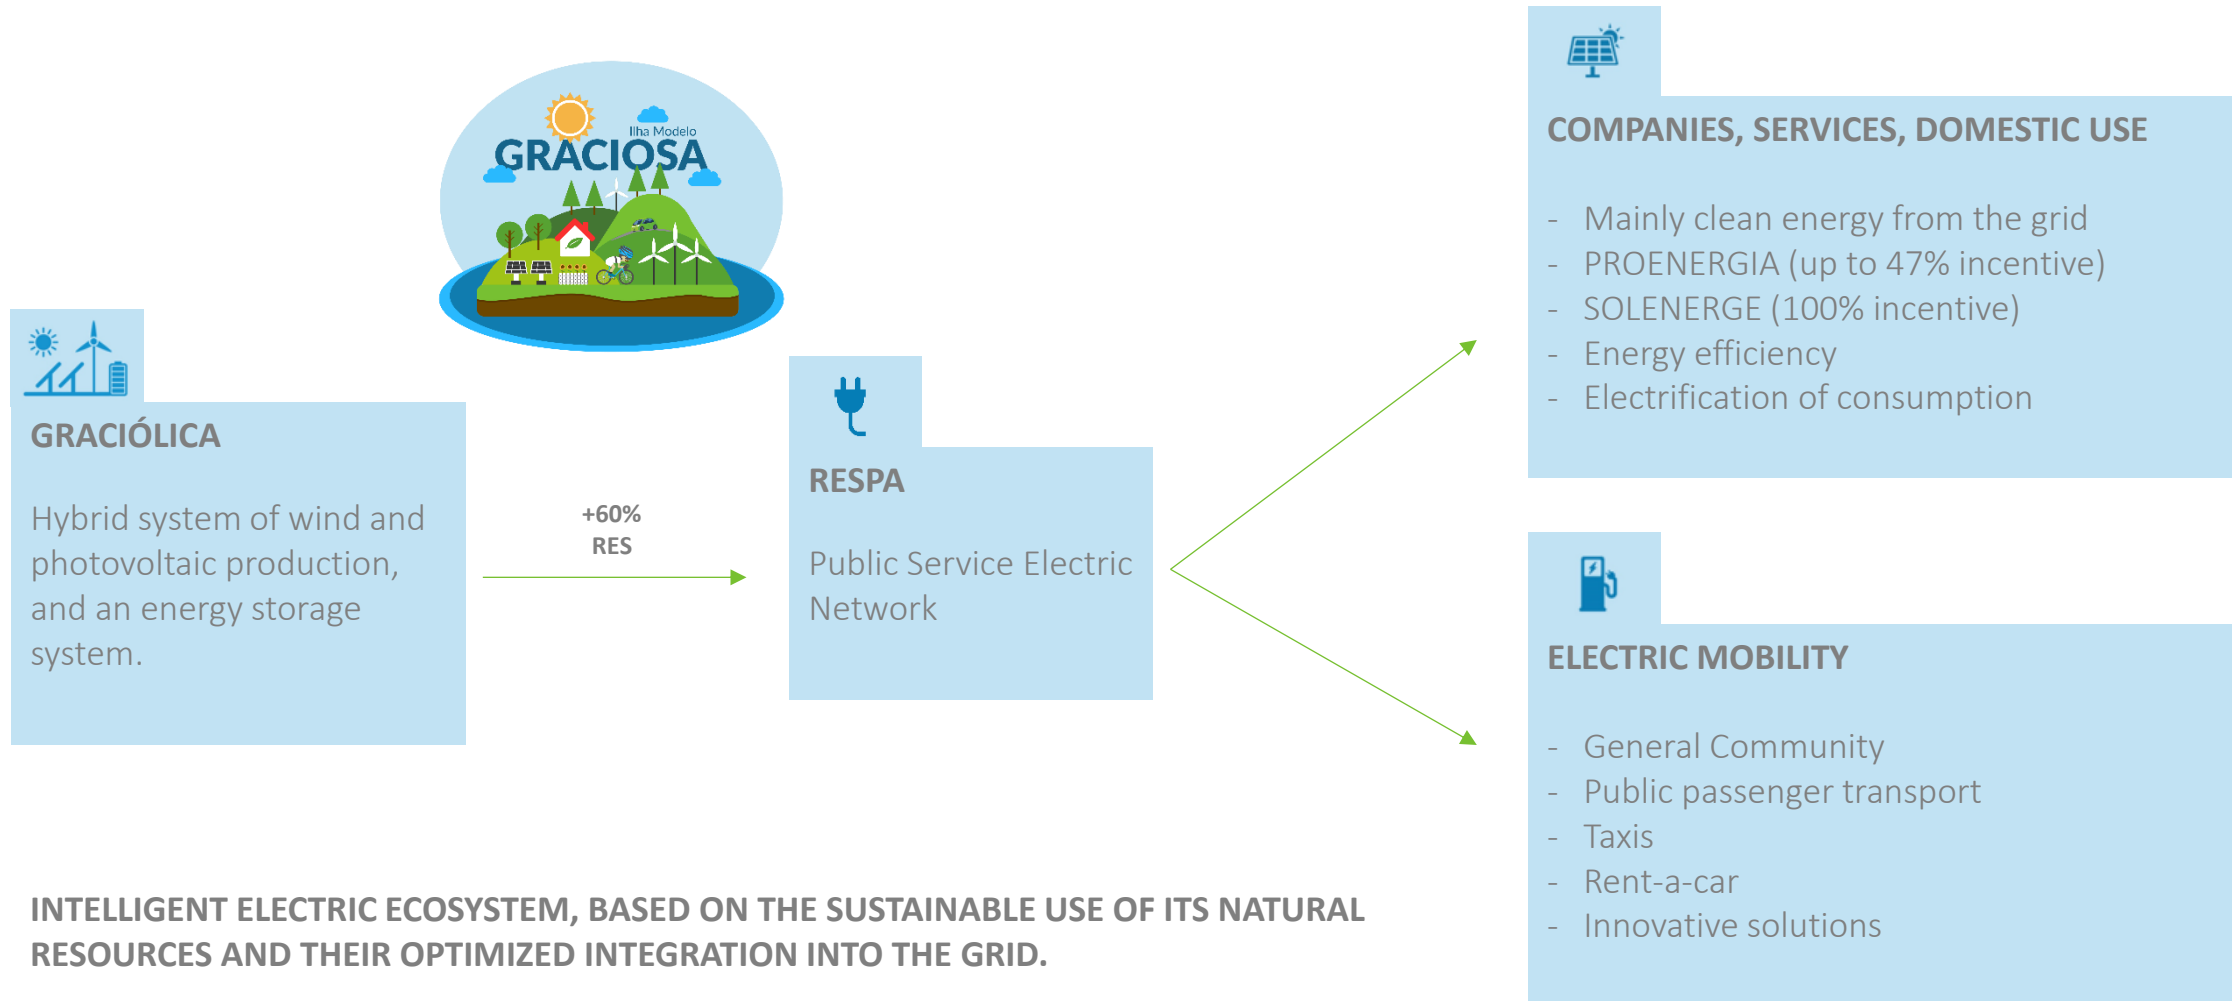 Ilha Modelo
GRACIOSA
GRACIÓLICA
Hybrid system of wind and
photovoltaic production,
and an energy storage
system.
+60%
RES
RESPA
Public Service Electric
Network
COMPANIES, SERVICES, DOMESTIC USE
- Mainly clean energy from the grid
- PROENERGIA (up to 47% incentive)
- SOLENERGE (100% incentive)
- Energy efficiency
- Electrification of consumption
ELECTRIC MOBILITY
- General Community
- Public passenger transport
- Taxis
- Rent-a-car
- Innovative solutions
INTELLIGENT ELECTRIC ECOSYSTEM, BASED ON THE SUSTAINABLE USE OF ITS NATURAL
RESOURCES AND THEIR OPTIMIZED INTEGRATION INTO THE GRID.